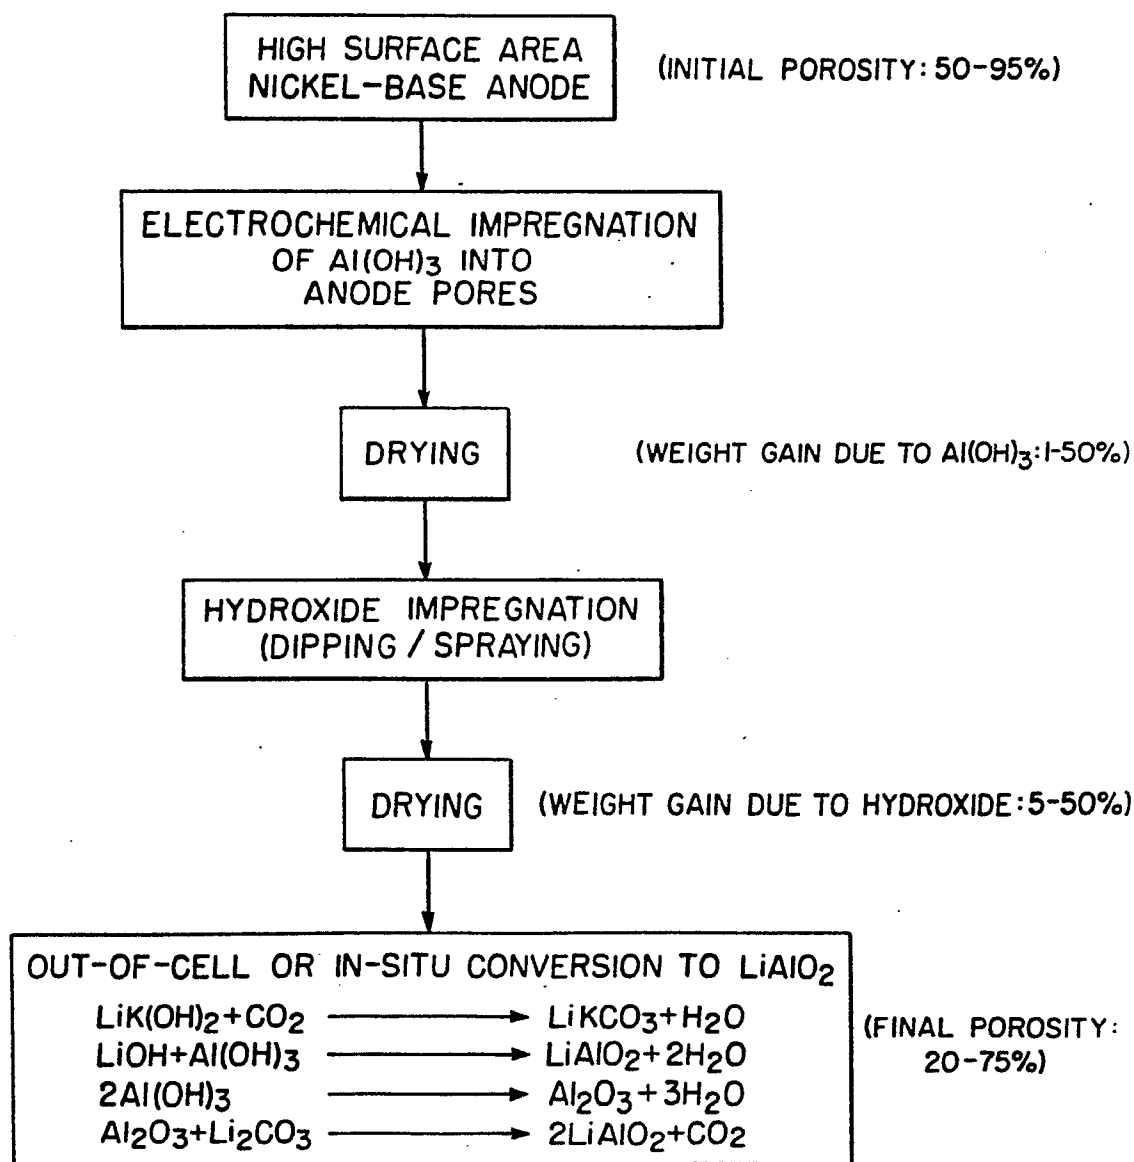 HIGH SURFACE AREA
NICKEL-BASE ANODE
(INITIAL POROSITY: 50-95%)
ELECTROCHEMICAL IMPREGNATION
OF Al(OH)3 INTO
ANODE PORES
DRYING
(WEIGHT GAIN DUE TO Al(OH)3:1-50%)
HYDROXIDE IMPREGNATION
(DIPPING / SPRAYING)
DRYING
(WEIGHT GAIN DUE TO HYDROXIDE:5-50%)
OUT-OF-CELL OR IN-SITU CONVERSION TO LiAlO2
LiK(OH)2+CO2 → LiKCO3+H2O
LiOH+Al(OH)3 → LiAlO2+2H2O
2Al(OH)3 → Al2O3+3H2O
Al2O3+Li2CO3 → 2LiAlO2+CO2
(FINAL POROSITY:
20-75%)